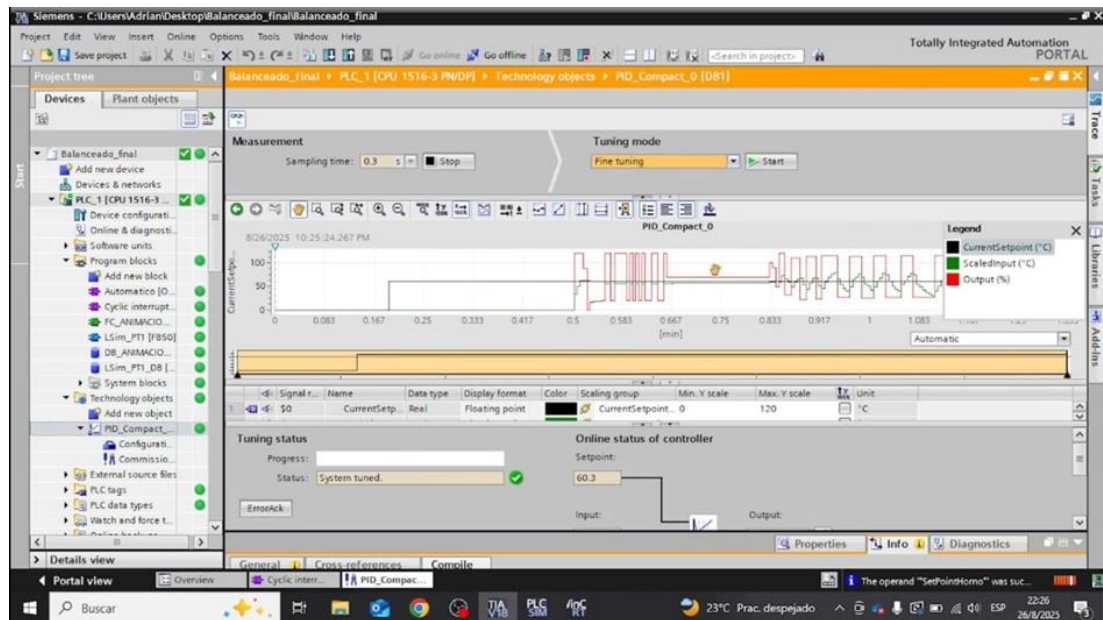 Siemens - C:\Users\Adrian\Desktop\Balanceado_final\Balanceado_final
Project Edit View Insert Online Options Tools Window Help
Totally Integrated Automation
PORTAL
Save project
Go online
Go offline
<Search in project>
Project tree
Balanceado_final
PLC_1 [CPU 1516-3 PN/DP]
Technology objects
PID_Compact_0 [DB1]
Devices
Plant objects
Start
Balanceado_final
Add new device
Devices & networks
PLC_1 [CPU 1516-3 ...
Device configurati...
Online & diagnosti...
Software units
Program blocks
Add new block
Automatico [O...
Cyclic interrupt...
FC_ANIMACIO...
LSim_PT1 [FB50]
DB_ANIMACIO...
LSim_PT1_DB [...
System blocks
Technology objects
Add new object
PID_Compact_...
Configurati...
Commissio...
External source files
PLC tags
PLC data types
Watch and force t...
Details view
Measurement
Sampling time: 0.3 s
Stop
Tuning mode
Fine tuning
Start
PID_Compact_0
8/26/2025 10:25:24.267 PM
CurrentSetpo...
100
50
0
0 0.083 0.167 0.25 0.333 0.417 0.5 0.583 0.667 0.75 0.833 0.917 1 1.083
[min]
Legend
CurrentSetpoint (°C)
ScaledInput (°C)
Output (%)
Automatic
Signal r... Name Data type Display format Color Scaling group Min. Y scale Max. Y scale Unit
1 $0 CurrentSetp... Real Floating point CurrentSetpoint... 0 120 °C
Tuning status
Progress:
Status: System tuned.
ErrorAck
Online status of controller
Setpoint:
60.3
Input:
Output:
Properties
Info
Diagnostics
General
Cross-references
Compile
Trace
Tasks
Libraries
Add-ins
Portal view
Overview
Cyclic interr...
PID_Compac...
The operand "SetPointHorno" was suc...
Buscar
TIA V18
PLC SIM
23°C Prac. despejado
ESP
22:26
26/8/2025